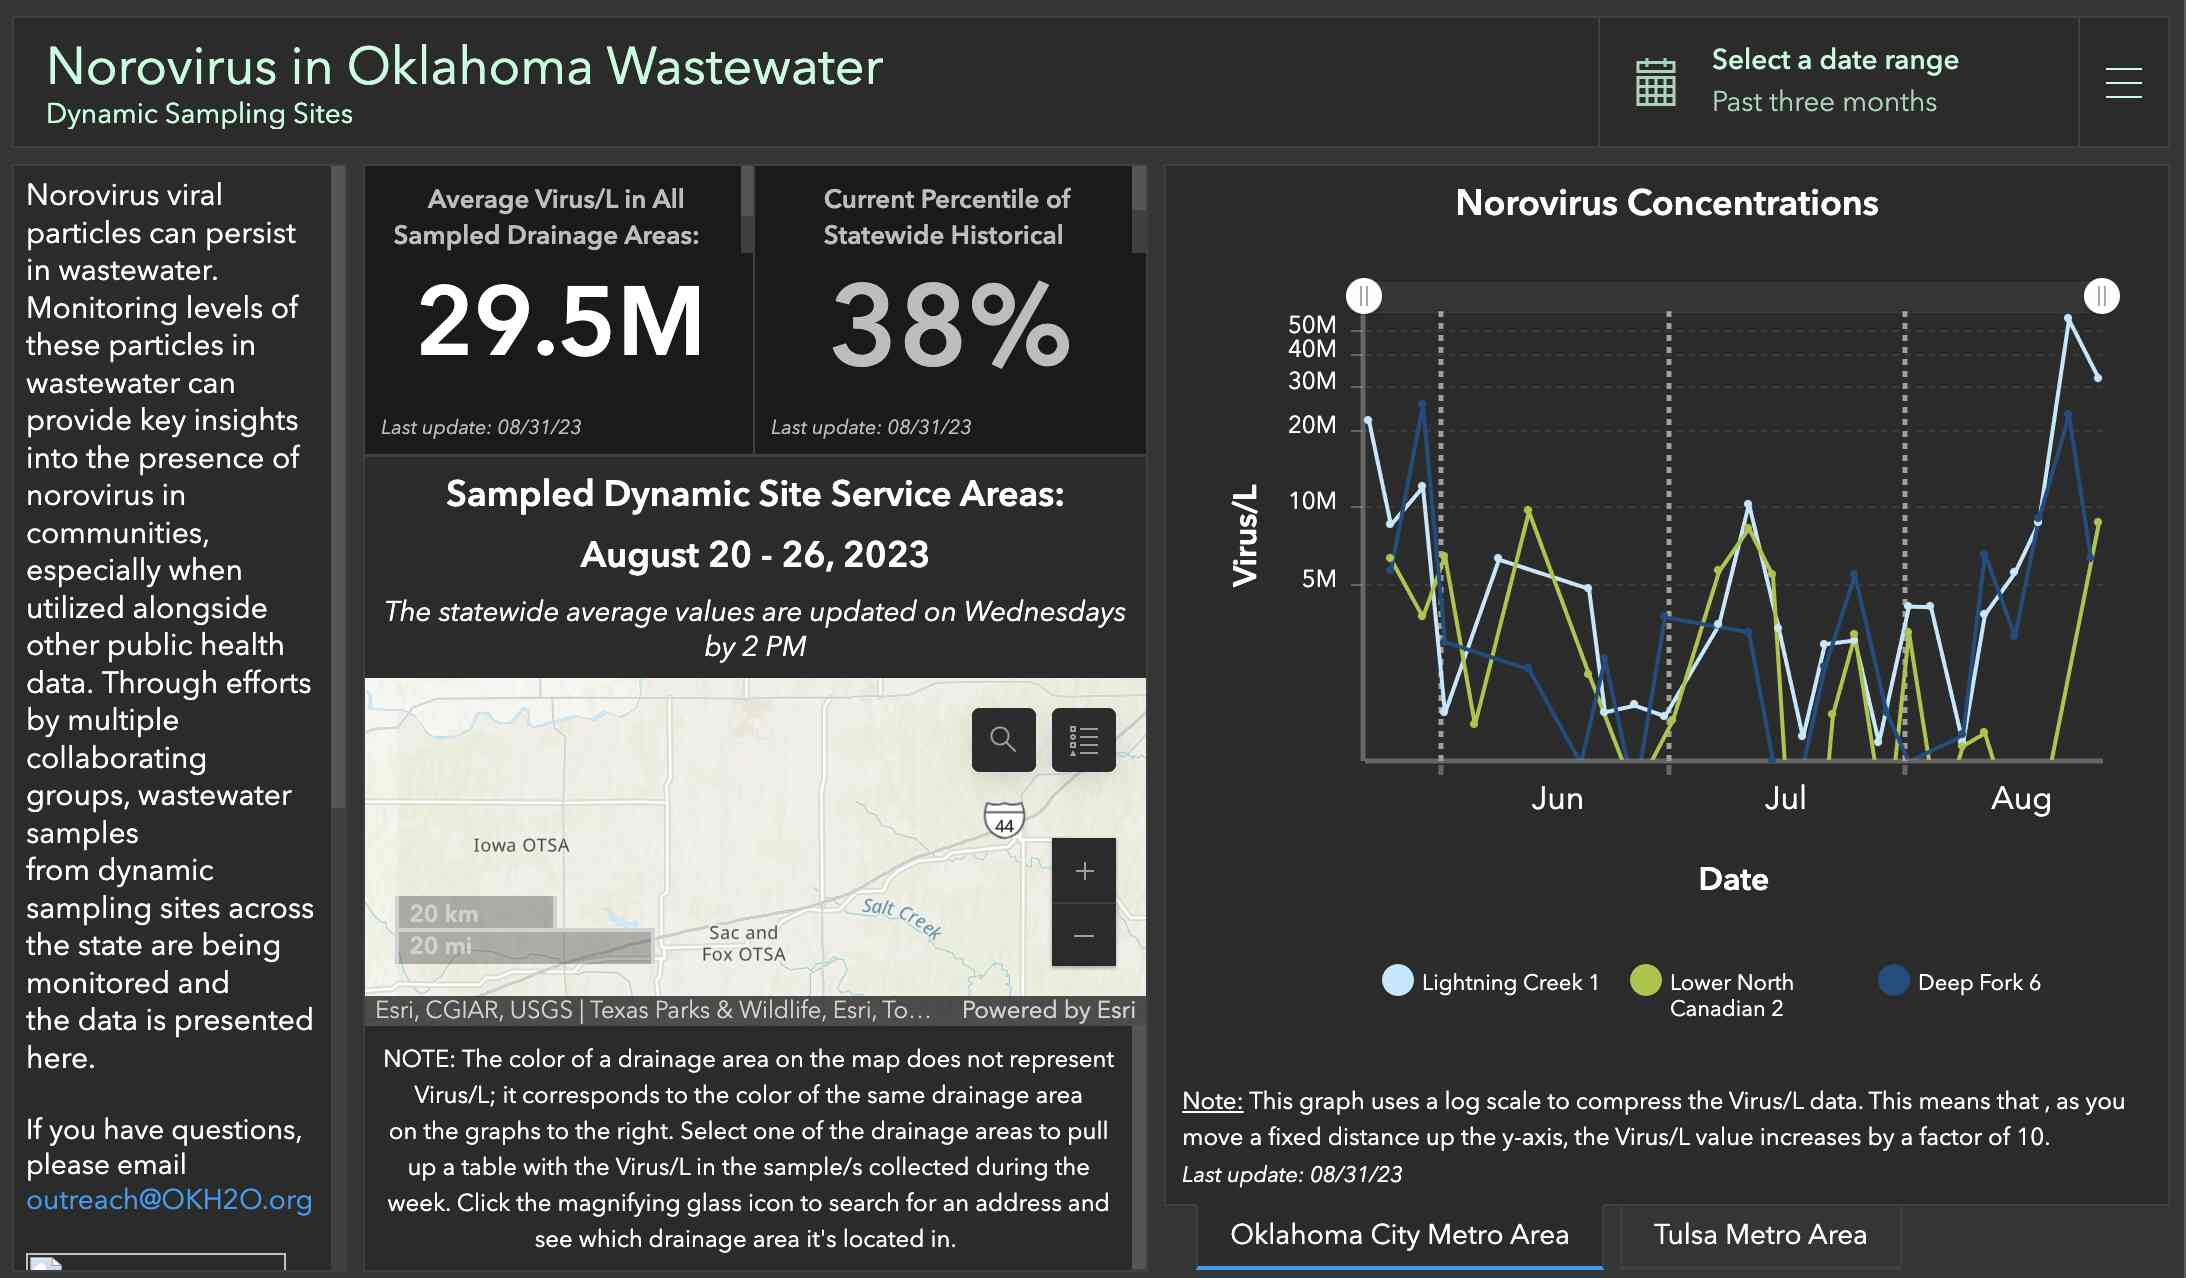 Norovirus in Oklahoma Wastewater
Dynamic Sampling Sites
Select a date range
Past three months
Norovirus viral
particles can persist
in wastewater.
Monitoring levels of
these particles in
wastewater can
provide key insights
into the presence of
norovirus in
communities,
especially when
utilized alongside
other public health
data. Through efforts
by multiple
collaborating
groups, wastewater
samples
from dynamic
sampling sites across
the state are being
monitored and
the data is presented
here.
If you have questions,
please email
outreach@OKH2O.org
Average Virus/L in All
Sampled Drainage Areas:
29.5M
Last update: 08/31/23
Current Percentile of
Statewide Historical
38%
Last update: 08/31/23
Sampled Dynamic Site Service Areas:
August 20 - 26, 2023
The statewide average values are updated on Wednesdays
by 2 PM
44
Iowa OTSA
Salt Creek
Sac and
Fox OTSA
20 km
20 mi
+
−
Esri, CGIAR, USGS | Texas Parks & Wildlife, Esri, To...
Powered by Esri
NOTE: The color of a drainage area on the map does not represent
Virus/L; it corresponds to the color of the same drainage area
on the graphs to the right. Select one of the drainage areas to pull
up a table with the Virus/L in the sample/s collected during the
week. Click the magnifying glass icon to search for an address and
see which drainage area it's located in.
Norovirus Concentrations
50M
40M
30M
20M
10M
5M
Virus/L
Jun
Jul
Aug
Date
Lightning Creek 1
Lower North
Canadian 2
Deep Fork 6
Note: This graph uses a log scale to compress the Virus/L data. This means that , as you
move a fixed distance up the y-axis, the Virus/L value increases by a factor of 10.
Last update: 08/31/23
Oklahoma City Metro Area
Tulsa Metro Area